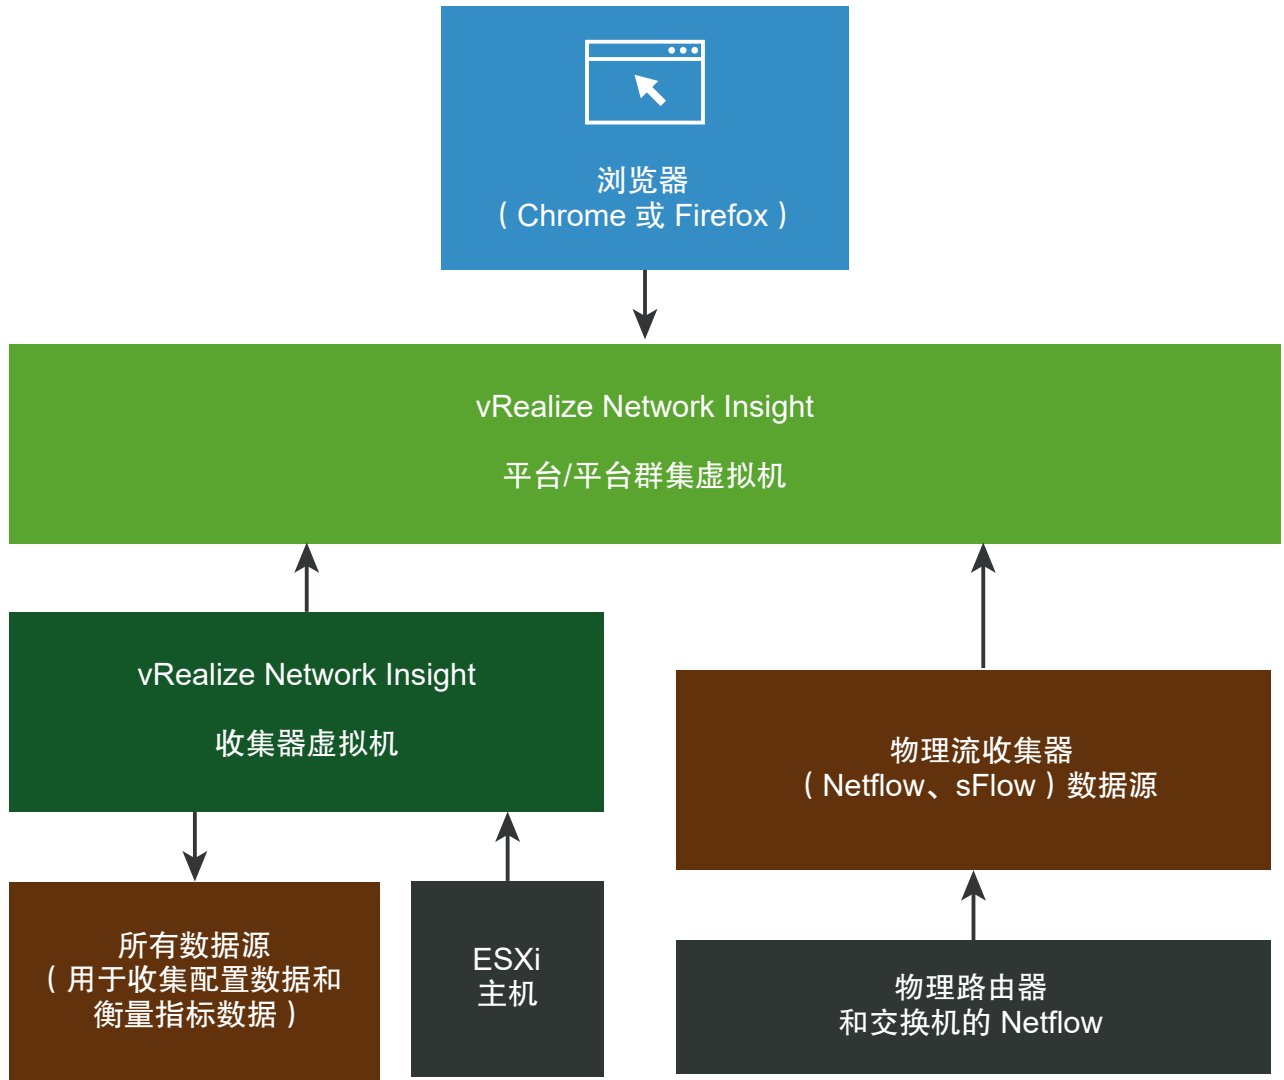 浏览器
（Chrome 或 Firefox）
vRealize Network Insight
平台/平台群集虚拟机
vRealize Network Insight
收集器虚拟机
物理流收集器
（Netflow、sFlow）数据源
所有数据源
（用于收集配置数据和
衡量指标数据）
ESXi
主机
物理路由器
和交换机的 Netflow